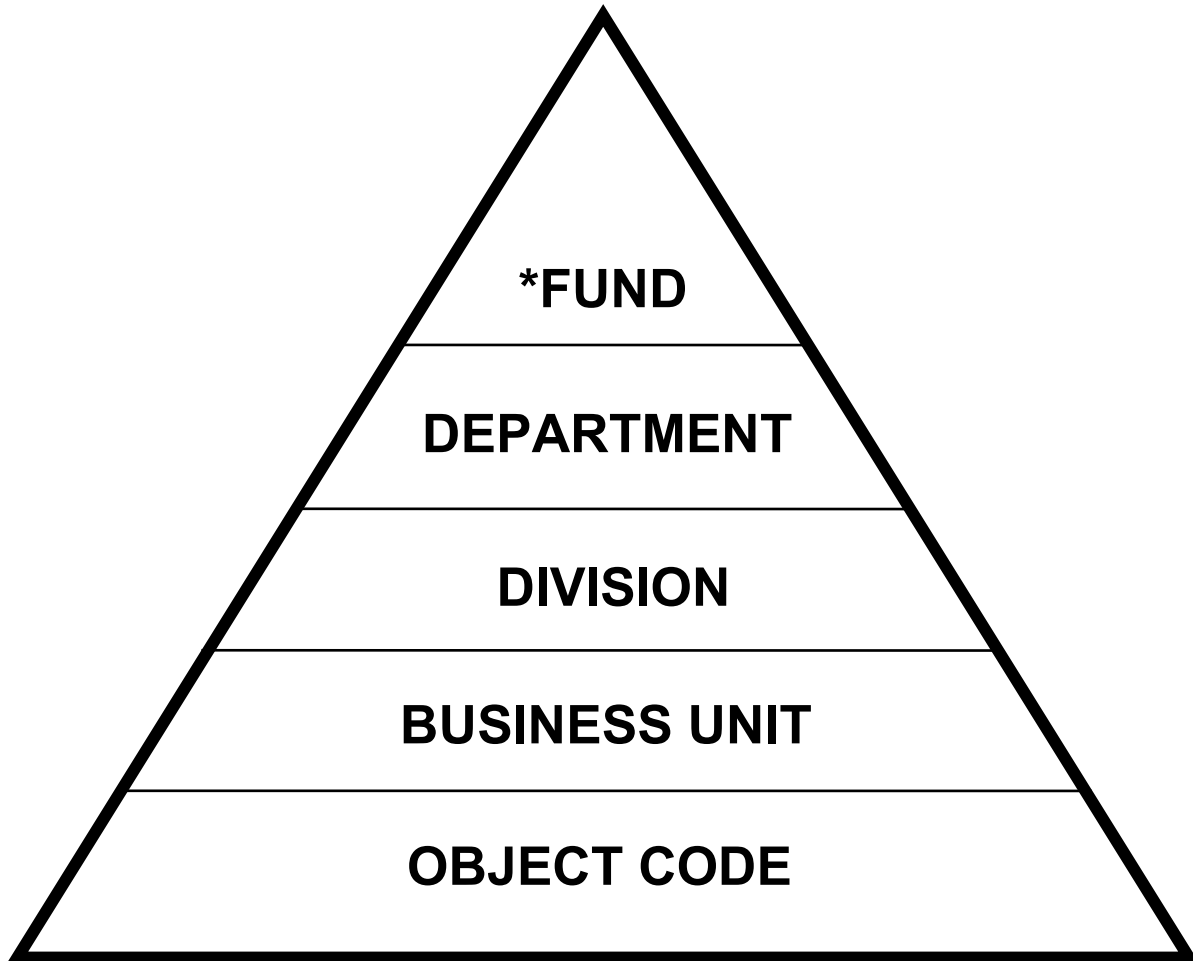 *FUND
DEPARTMENT
DIVISION
BUSINESS UNIT
OBJECT CODE